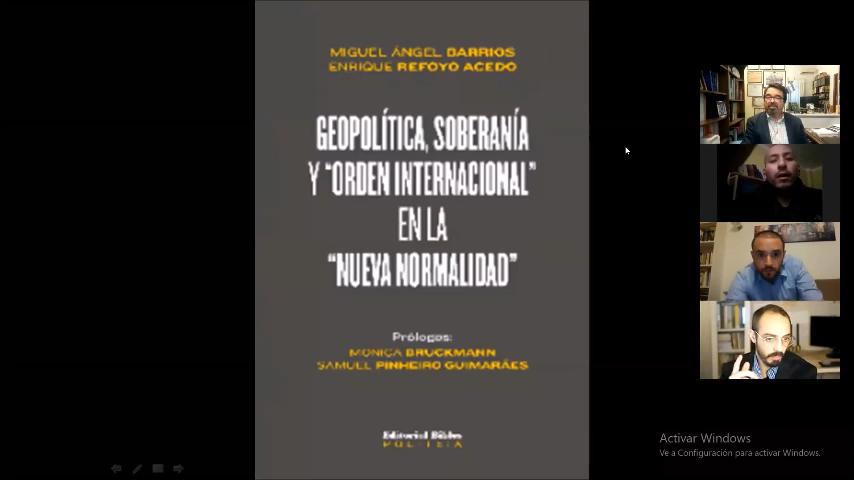 MIGUEL ÁNGEL BARRIOS
ENRIQUE REFOYO ACEDO
GEOPOLÍTICA, SOBERANÍA
Y “ORDEN INTERNACIONAL”
EN LA
“NUEVA NORMALIDAD”
Prólogos:
MONICA BRUCKMANN
SAMUEL PINHEIRO GUIMARÃES
Editorial Biblos
POLITEIA
Activar Windows
Ve a Configuración para activar Windows.